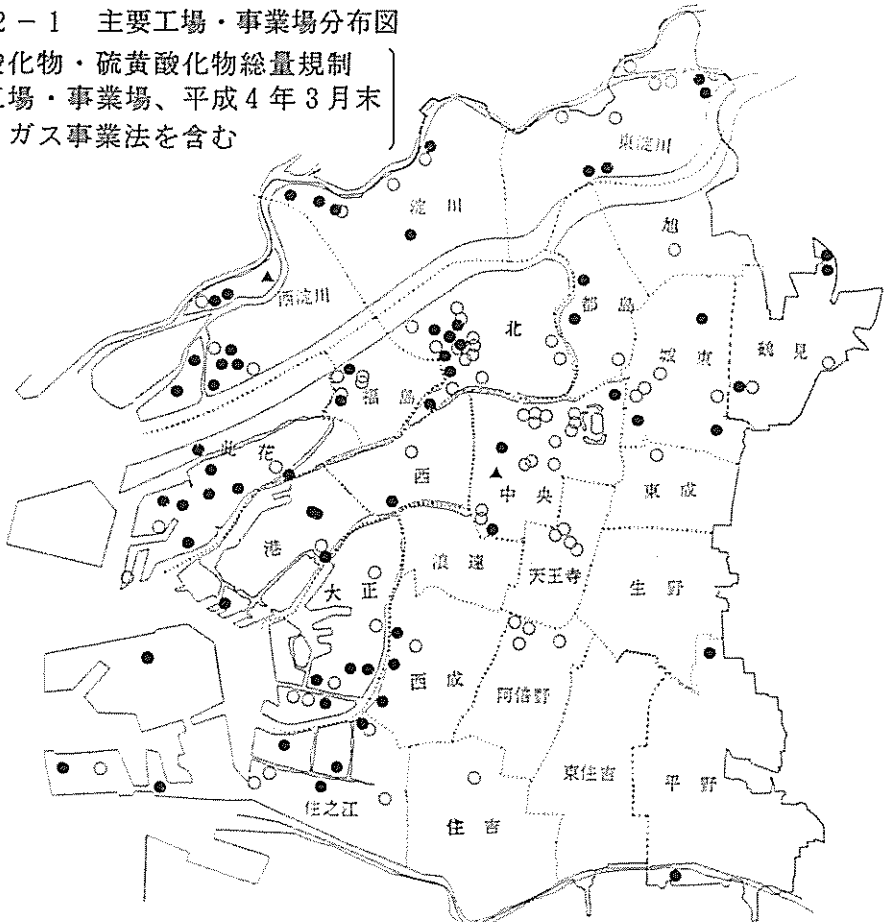 2－1　主要工場・事業場分布図
酸化物・硫黄酸化物総量規制
工場・事業場、平成4年3月末
ガス事業法を含む
東淀川
淀川
旭
西淀川
都島
北
城東
鶴見
福島
此花
西
中央
東成
港
浪速
天王寺
生野
大正
西成
阿倍野
東住吉
平野
住之江
住吉